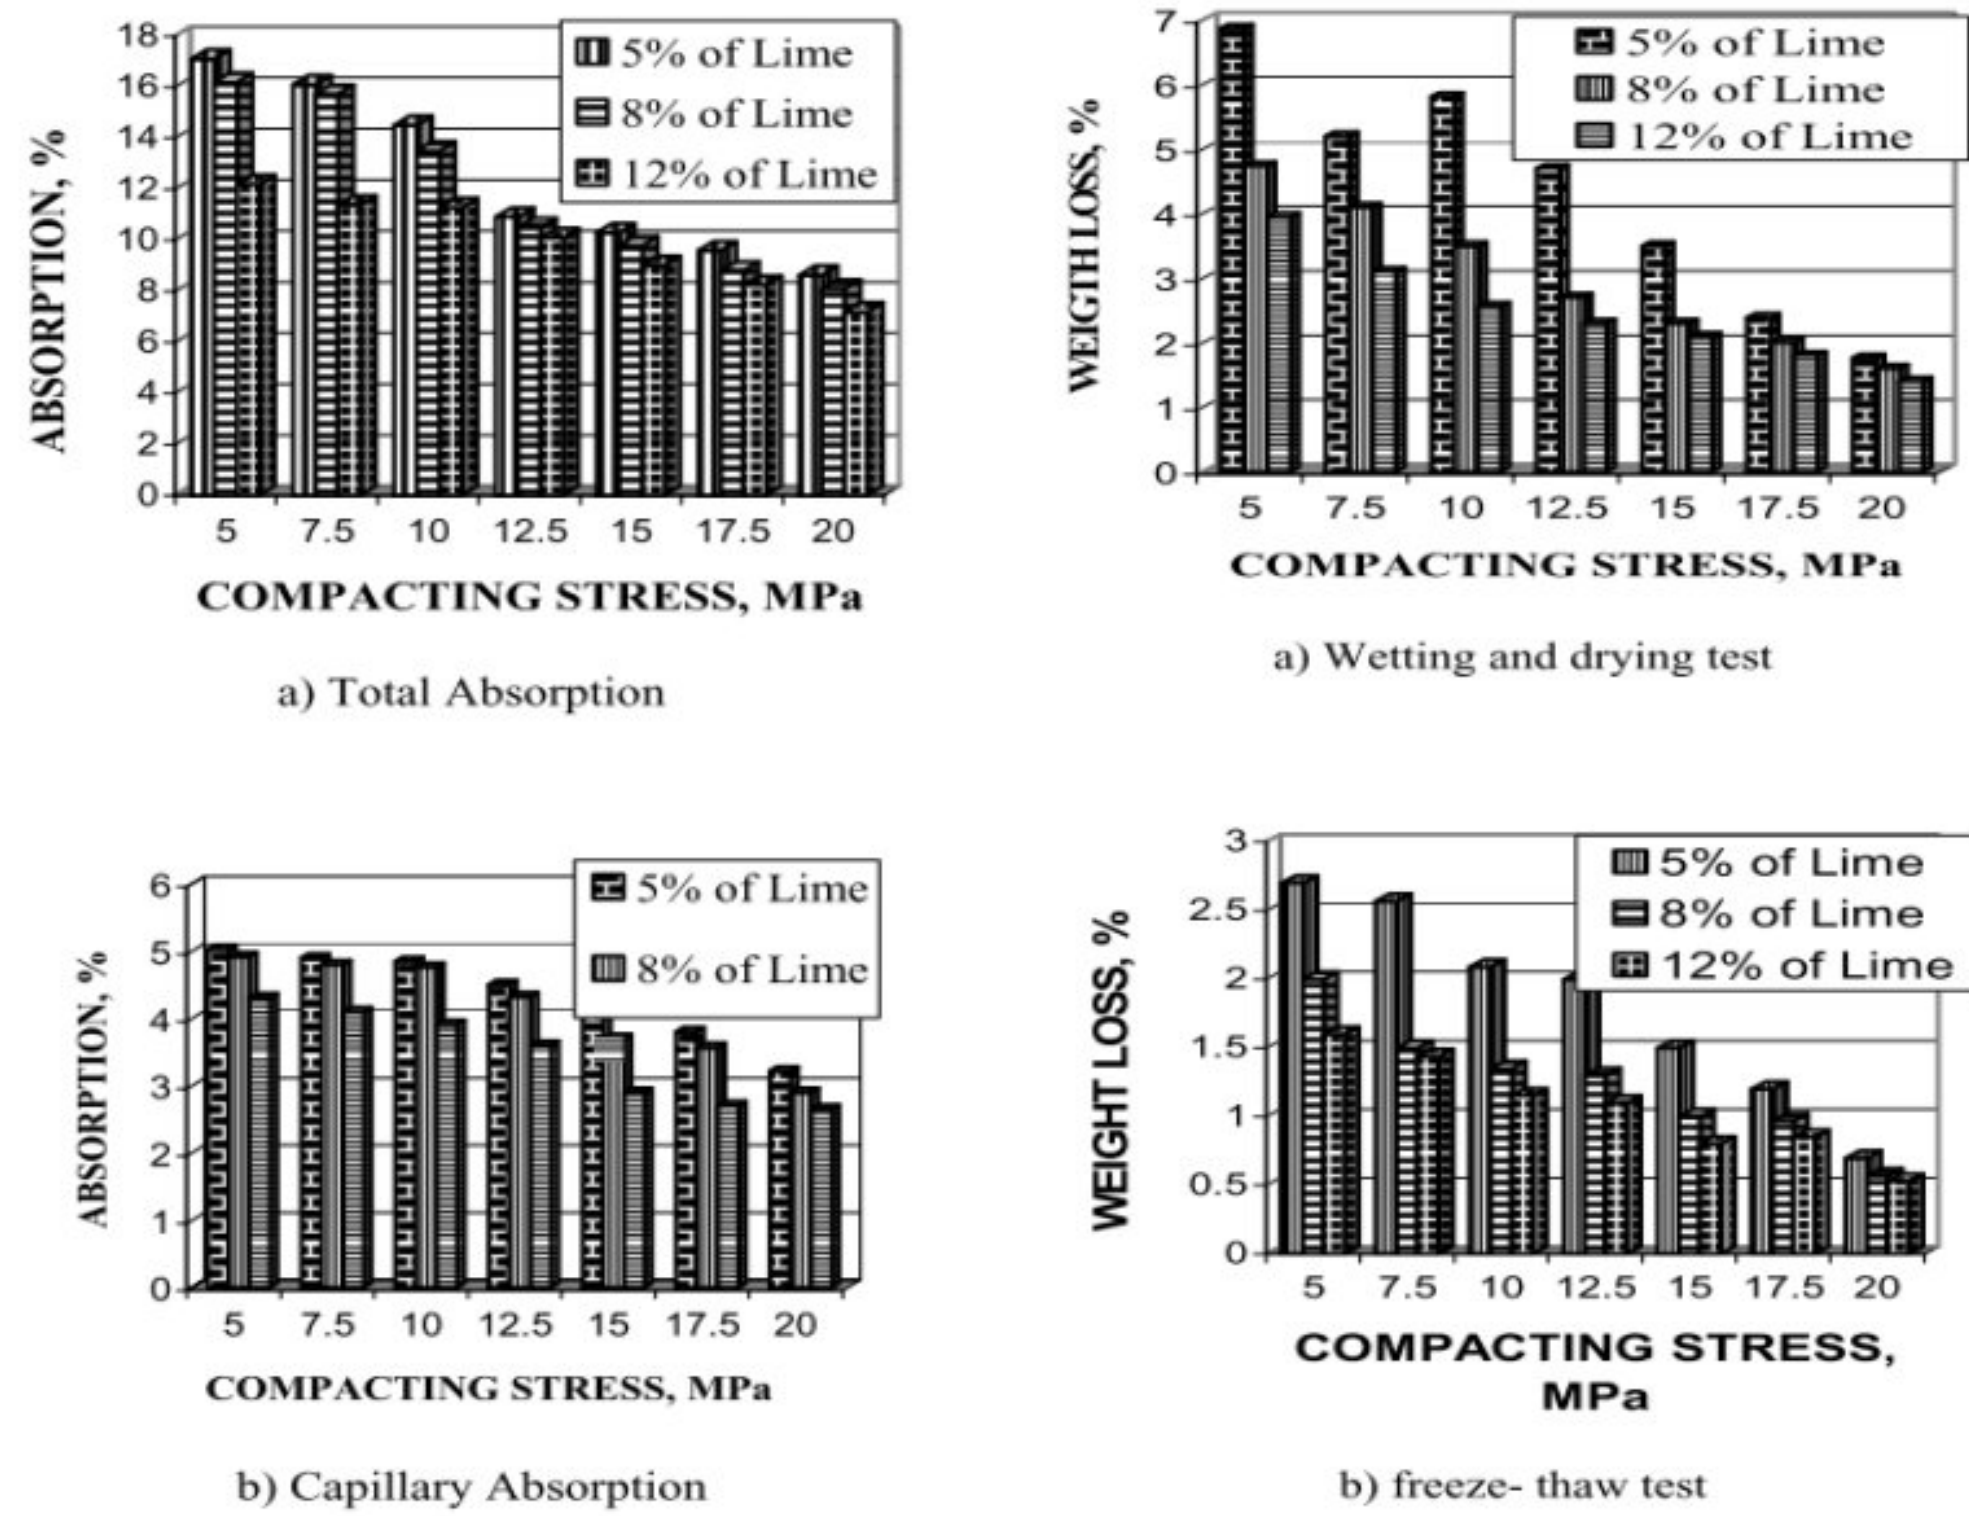 18
16
14
12
10
8
6
4
2
0
ABSORPTION, %
5% of Lime
8% of Lime
12% of Lime
5 7.5 10 12.5 15 17.5 20
COMPACTING STRESS, MPa
a) Total Absorption
7
6
5
4
3
2
1
0
WEIGTH LOSS, %
5% of Lime
8% of Lime
12% of Lime
5 7.5 10 12.5 15 17.5 20
COMPACTING STRESS, MPa
a) Wetting and drying test
6
5
4
3
2
1
0
ABSORPTION, %
5% of Lime
8% of Lime
5 7.5 10 12.5 15 17.5 20
COMPACTING STRESS, MPa
b) Capillary Absorption
3
2.5
2
1.5
1
0.5
0
WEIGHT LOSS, %
5% of Lime
8% of Lime
12% of Lime
5 7.5 10 12.5 15 17.5 20
COMPACTING STRESS,
MPa
b) freeze- thaw test